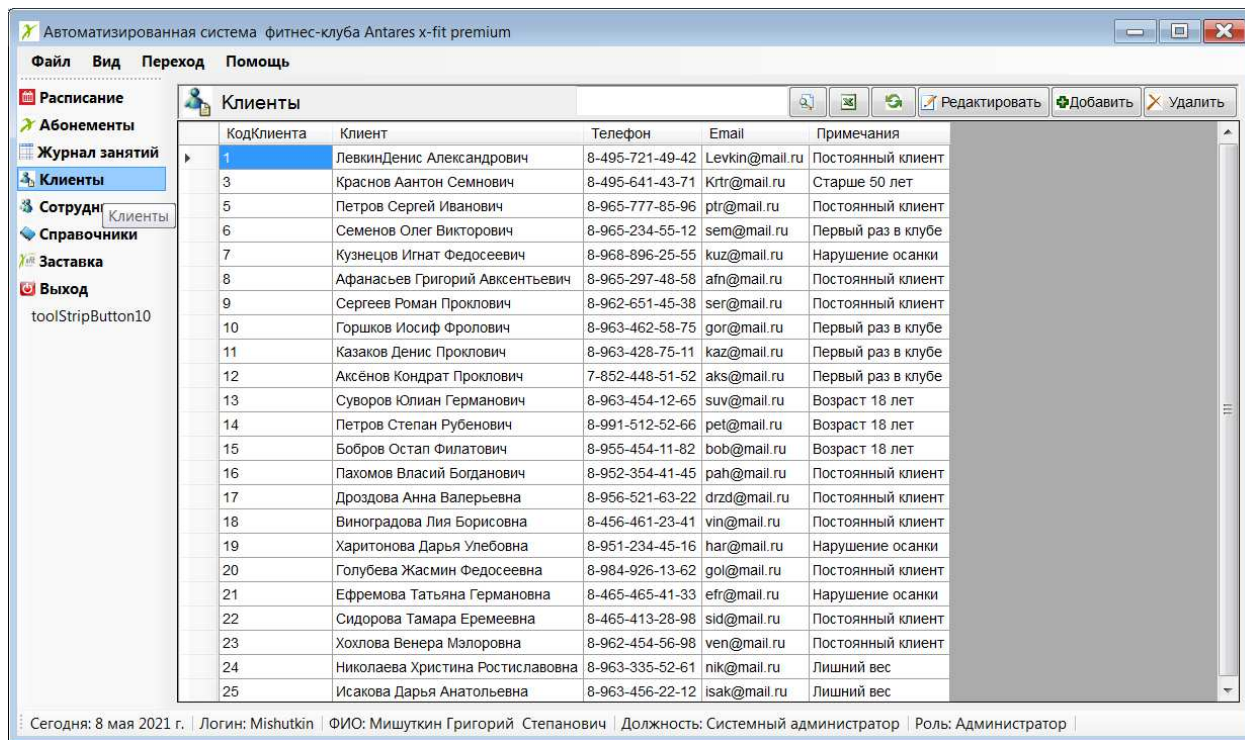 Автоматизированная система фитнес-клуба Antares x-fit premium
Файл Вид Переход Помощь
Расписание
Абонементы
Журнал занятий
Клиенты
Сотрудн
Клиенты
Справочники
Заставка
Выход
toolStripButton10
Клиенты Редактировать Добавить Удалить
КодКлиента Клиент Телефон Email Примечания
1 ЛевкинДенис Александрович 8-495-721-49-42 Levkin@mail.ru Постоянный клиент
3 Краснов Аантон Семнович 8-495-641-43-71 Krtr@mail.ru Старше 50 лет
5 Петров Сергей Иванович 8-965-777-85-96 ptr@mail.ru Постоянный клиент
6 Семенов Олег Викторович 8-965-234-55-12 sem@mail.ru Первый раз в клубе
7 Кузнецов Игнат Федосеевич 8-968-896-25-55 kuz@mail.ru Нарушение осанки
8 Афанасьев Григорий Авксентьевич 8-965-297-48-58 afn@mail.ru Постоянный клиент
9 Сергеев Роман Проклович 8-962-651-45-38 ser@mail.ru Постоянный клиент
10 Горшков Иосиф Фролович 8-963-462-58-75 gor@mail.ru Первый раз в клубе
11 Казаков Денис Проклович 8-963-428-75-11 kaz@mail.ru Первый раз в клубе
12 Аксёнов Кондрат Проклович 7-852-448-51-52 aks@mail.ru Первый раз в клубе
13 Суворов Юлиан Германович 8-963-454-12-65 suv@mail.ru Возраст 18 лет
14 Петров Степан Рубенович 8-991-512-52-66 pet@mail.ru Возраст 18 лет
15 Бобров Остап Филатович 8-955-454-11-82 bob@mail.ru Возраст 18 лет
16 Пахомов Власий Богданович 8-952-354-41-45 pah@mail.ru Постоянный клиент
17 Дроздова Анна Валерьевна 8-956-521-63-22 drzd@mail.ru Постоянный клиент
18 Виноградова Лия Борисовна 8-456-461-23-41 vin@mail.ru Постоянный клиент
19 Харитонова Дарья Улебовна 8-951-234-45-16 har@mail.ru Нарушение осанки
20 Голубева Жасмин Федосеевна 8-984-926-13-62 gol@mail.ru Постоянный клиент
21 Ефремова Татьяна Германовна 8-465-465-41-33 efr@mail.ru Нарушение осанки
22 Сидорова Тамара Еремеевна 8-465-413-28-98 sid@mail.ru Постоянный клиент
23 Хохлова Венера Мэлоровна 8-962-454-56-98 ven@mail.ru Постоянный клиент
24 Николаева Христина Ростиславовна 8-963-335-52-61 nik@mail.ru Лишний вес
25 Исакова Дарья Анатольевна 8-963-456-22-12 isak@mail.ru Лишний вес
Сегодня: 8 мая 2021 г. Логин: Mishutkin ФИО: Мишуткин Григорий Степанович Должность: Системный администратор Роль: Администратор